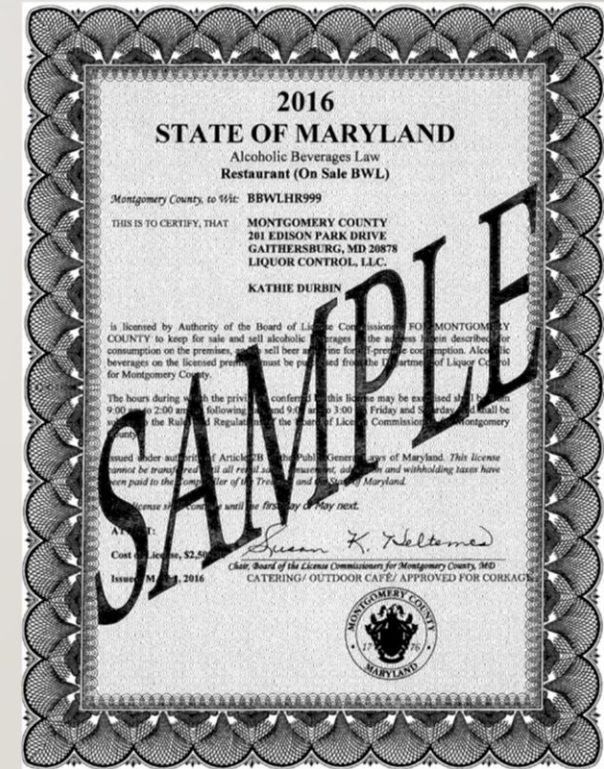 2016
STATE OF MARYLAND
Alcoholic Beverages Law
Restaurant (On Sale BWL)
Montgomery County, to Wit: BBWLHR999
THIS IS TO CERTIFY, THAT MONTGOMERY COUNTY
201 EDISON PARK DRIVE
GAITHERSBURG, MD 20878
LIQUOR CONTROL, LLC.
KATHIE DURBIN
is licensed by Authority of the Board of License Commissioners FOR MONTGOMERY
COUNTY to keep for sale and sell alcoholic beverages at the address herein described for
consumption on the premises, sell beer wine for off-premise consumption. Alcoholic
beverages on the licensed premises must be purchased from the Department of Liquor Control
for Montgomery County.
The hours during which the privileges conferred by this license may be exercised shall be from
9:00 am to 2:00 am following and 9:00 am to 3:00 Friday and Saturday and shall be
subject to the Rules and Regulations of the Board of License Commissioners Montgomery
County.
Issued under authority of Article 2B of the Public General Laws of Maryland. This license
cannot be transferred until all retail sales, amusement, admission and withholding taxes have
been paid to the Comptroller of the Treasury and the State of Maryland.
license shall continue until the first day of May next.
Susan K. Heltemes
Cost of License,
Chair, Board of the License Commissioners for Montgomery County, MD
Issued May 1, 2016 CATERING/ OUTDOOR CAFÉ/ APPROVED FOR CORKAGE
MONTGOMERY COUNTY
17 76
MARYLAND
SAMPLE